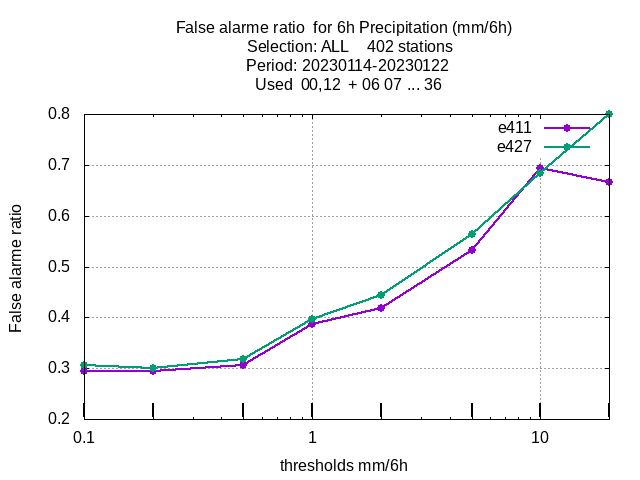 False alarme ratio  for 6h Precipitation (mm/6h)
Selection: ALL    402 stations
Period: 20230114-20230122
Used  00,12  + 06 07 ... 36
e411
e427
0.8
0.7
0.6
0.5
0.4
0.3
0.2
False alarme ratio
0.1 1 10
thresholds mm/6h